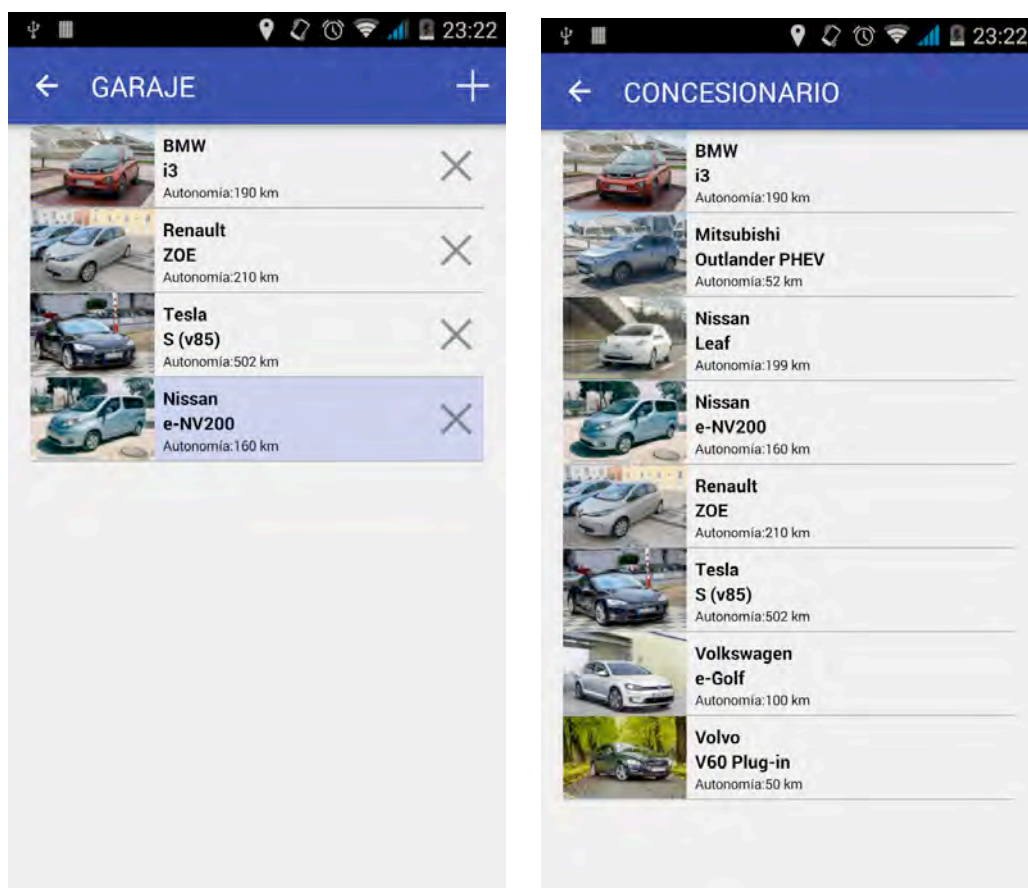 23:22
GARAJE
BMW
i3
Autonomía:190 km
Renault
ZOE
Autonomía:210 km
Tesla
S (v85)
Autonomía:502 km
Nissan
e-NV200
Autonomía:160 km
23:22
CONCESIONARIO
BMW
i3
Autonomía:190 km
Mitsubishi
Outlander PHEV
Autonomía:52 km
Nissan
Leaf
Autonomía:199 km
Nissan
e-NV200
Autonomía:160 km
Renault
ZOE
Autonomía:210 km
Tesla
S (v85)
Autonomía:502 km
Volkswagen
e-Golf
Autonomía:100 km
Volvo
V60 Plug-in
Autonomía:50 km